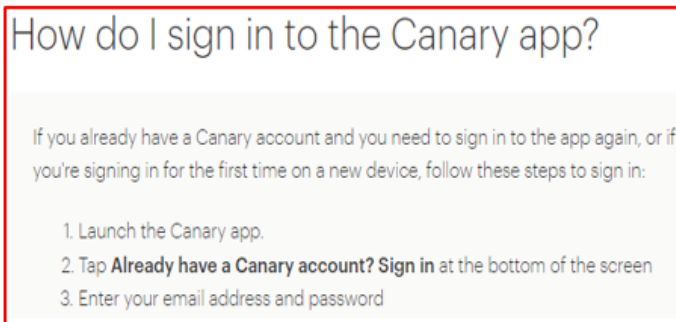 How do I sign in to the Canary app?
If you already have a Canary account and you need to sign in to the app again, or if
you're signing in for the first time on a new device, follow these steps to sign in:
1. Launch the Canary app.
2. Tap Already have a Canary account? Sign in at the bottom of the screen
3. Enter your email address and password